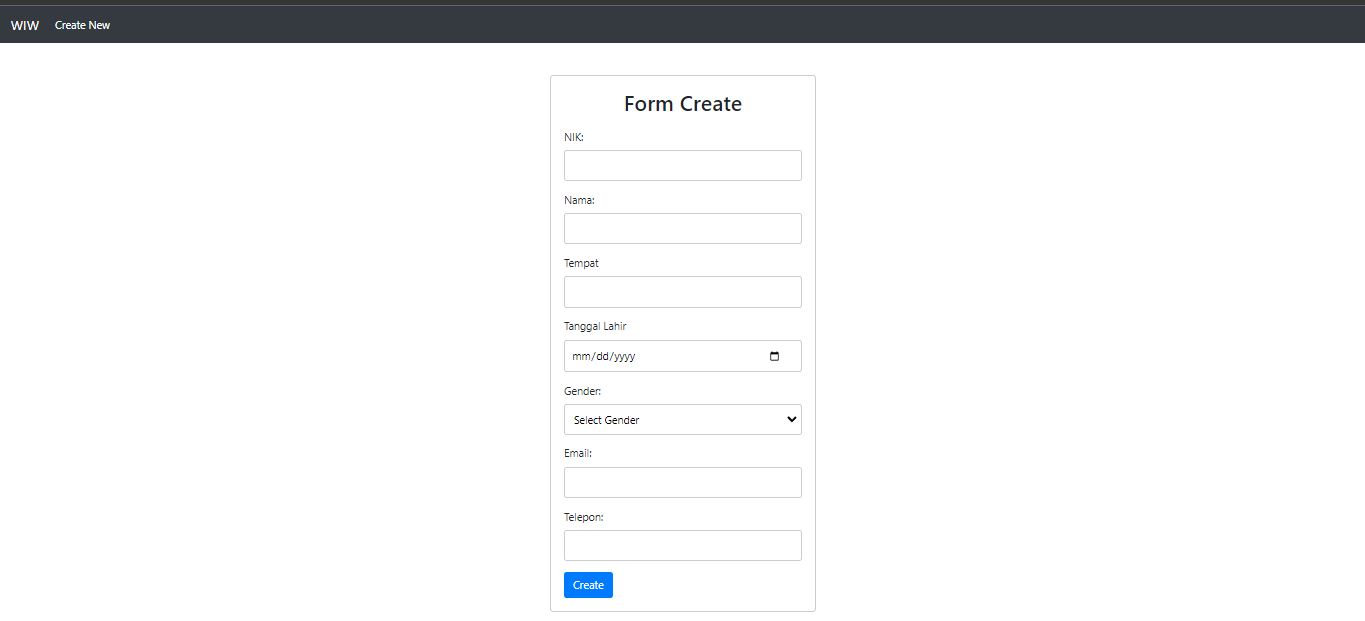 WIW Create New
Form Create
NIK:
Nama:
Tempat
Tanggal Lahir
mm/dd/yyyy
Gender:
Select Gender
Email:
Telepon:
Create